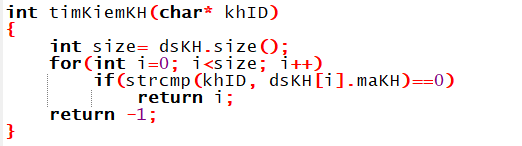 int timKiemKH(char* khID)
{
    int size= dsKH.size();
    for(int i=0; i<size; i++)
        if(strcmp(khID, dsKH[i].maKH)==0)
            return i;
    return -1;
}